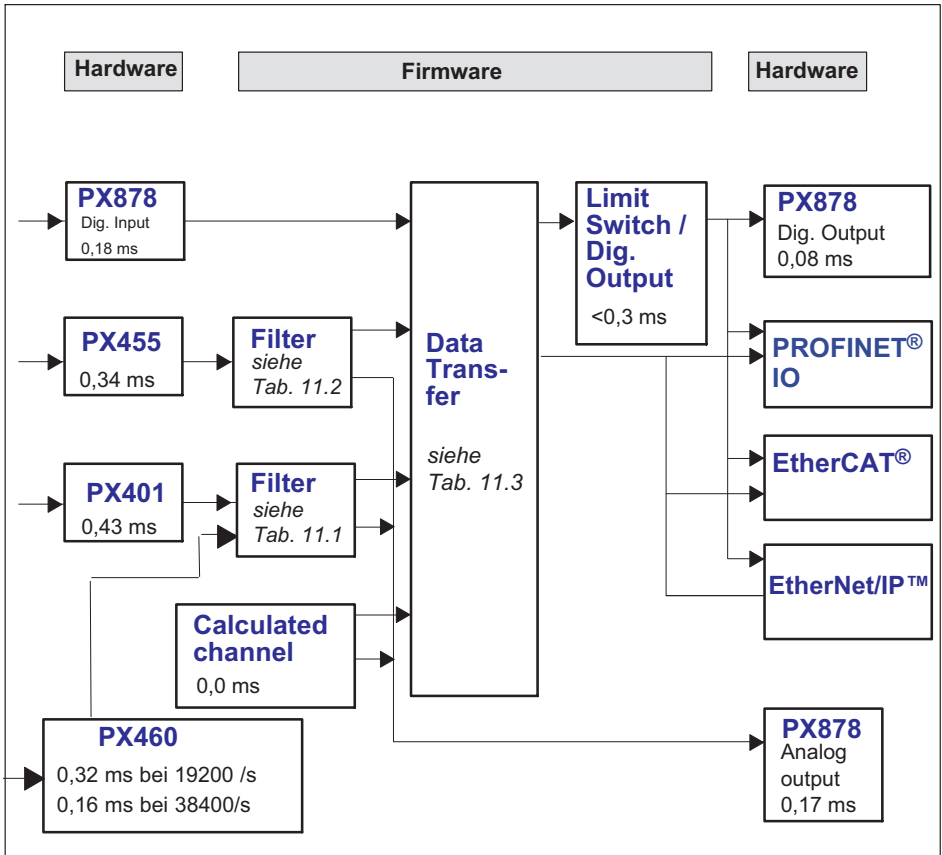 Hardware
Firmware
Hardware
PX878
Dig. Input
0,18 ms
PX455
0,34 ms
Filter
siehe
Tab. 11.2
PX401
0,43 ms
Filter
siehe
Tab. 11.1
Calculated
channel
0,0 ms
PX460
0,32 ms bei 19200 /s
0,16 ms bei 38400/s
Data
Trans-
fer
siehe
Tab. 11.3
Limit
Switch /
Dig.
Output
<0,3 ms
PX878
Dig. Output
0,08 ms
PROFINET®
IO
EtherCAT®
EtherNet/IP™
PX878
Analog
output
0,17 ms